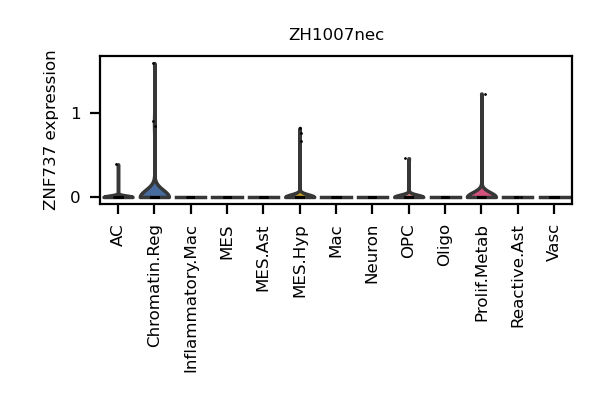 ZH1007nec
ZNF737 expression
1
0
AC
Chromatin.Reg
Inflammatory.Mac
MES
MES.Ast
MES.Hyp
Mac
Neuron
OPC
Oligo
Prolif.Metab
Reactive.Ast
Vasc